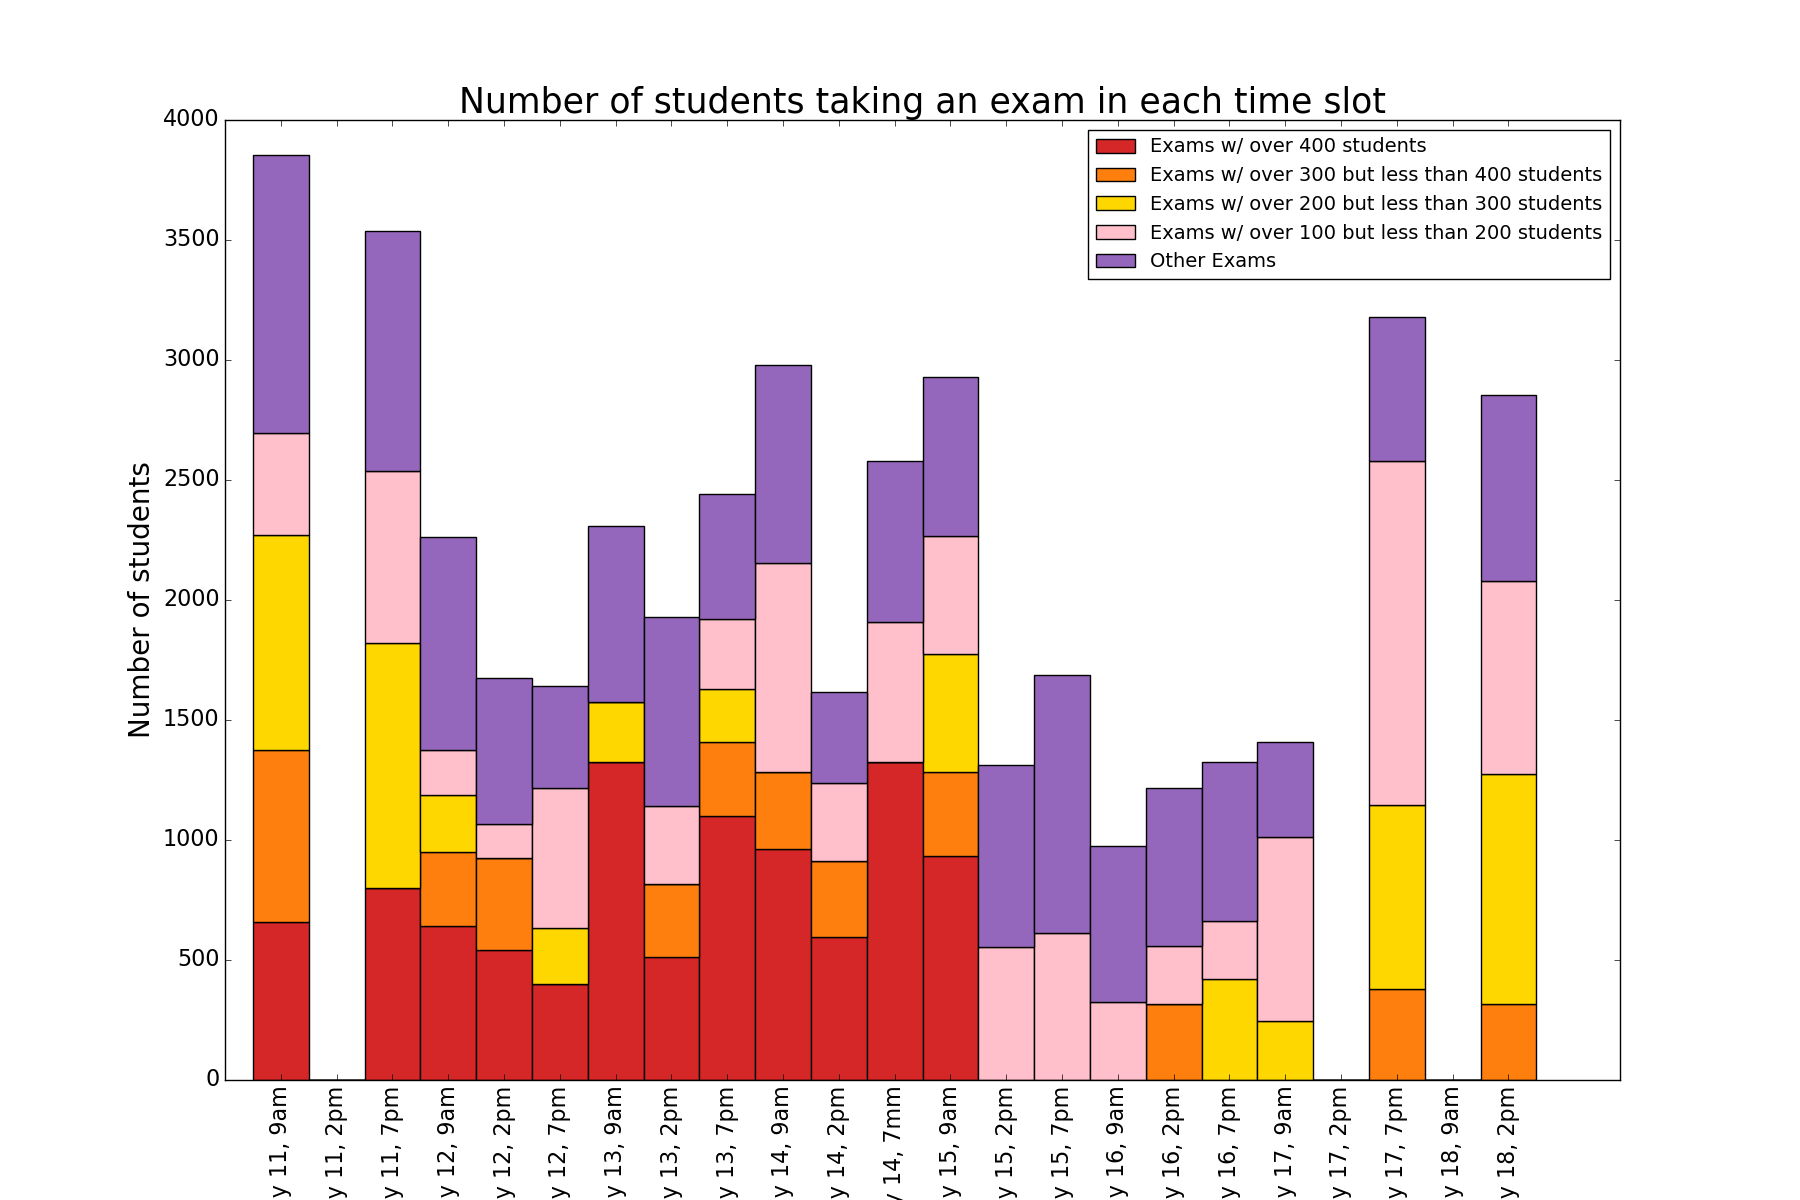 Number of students taking an exam in each time slot
4000
3500
3000
2500
2000
1500
1000
500
0
Number of students
Exams w/ over 400 students
Exams w/ over 300 but less than 400 students
Exams w/ over 200 but less than 300 students
Exams w/ over 100 but less than 200 students
Other Exams
y 11, 9am
y 11, 2pm
y 11, 7pm
y 12, 9am
y 12, 2pm
y 12, 7pm
y 13, 9am
y 13, 2pm
y 13, 7pm
y 14, 9am
y 14, 2pm
y 14, 7mm
y 15, 9am
y 15, 2pm
y 15, 7pm
y 16, 9am
y 16, 2pm
y 16, 7pm
y 17, 9am
y 17, 2pm
y 17, 7pm
y 18, 9am
y 18, 2pm